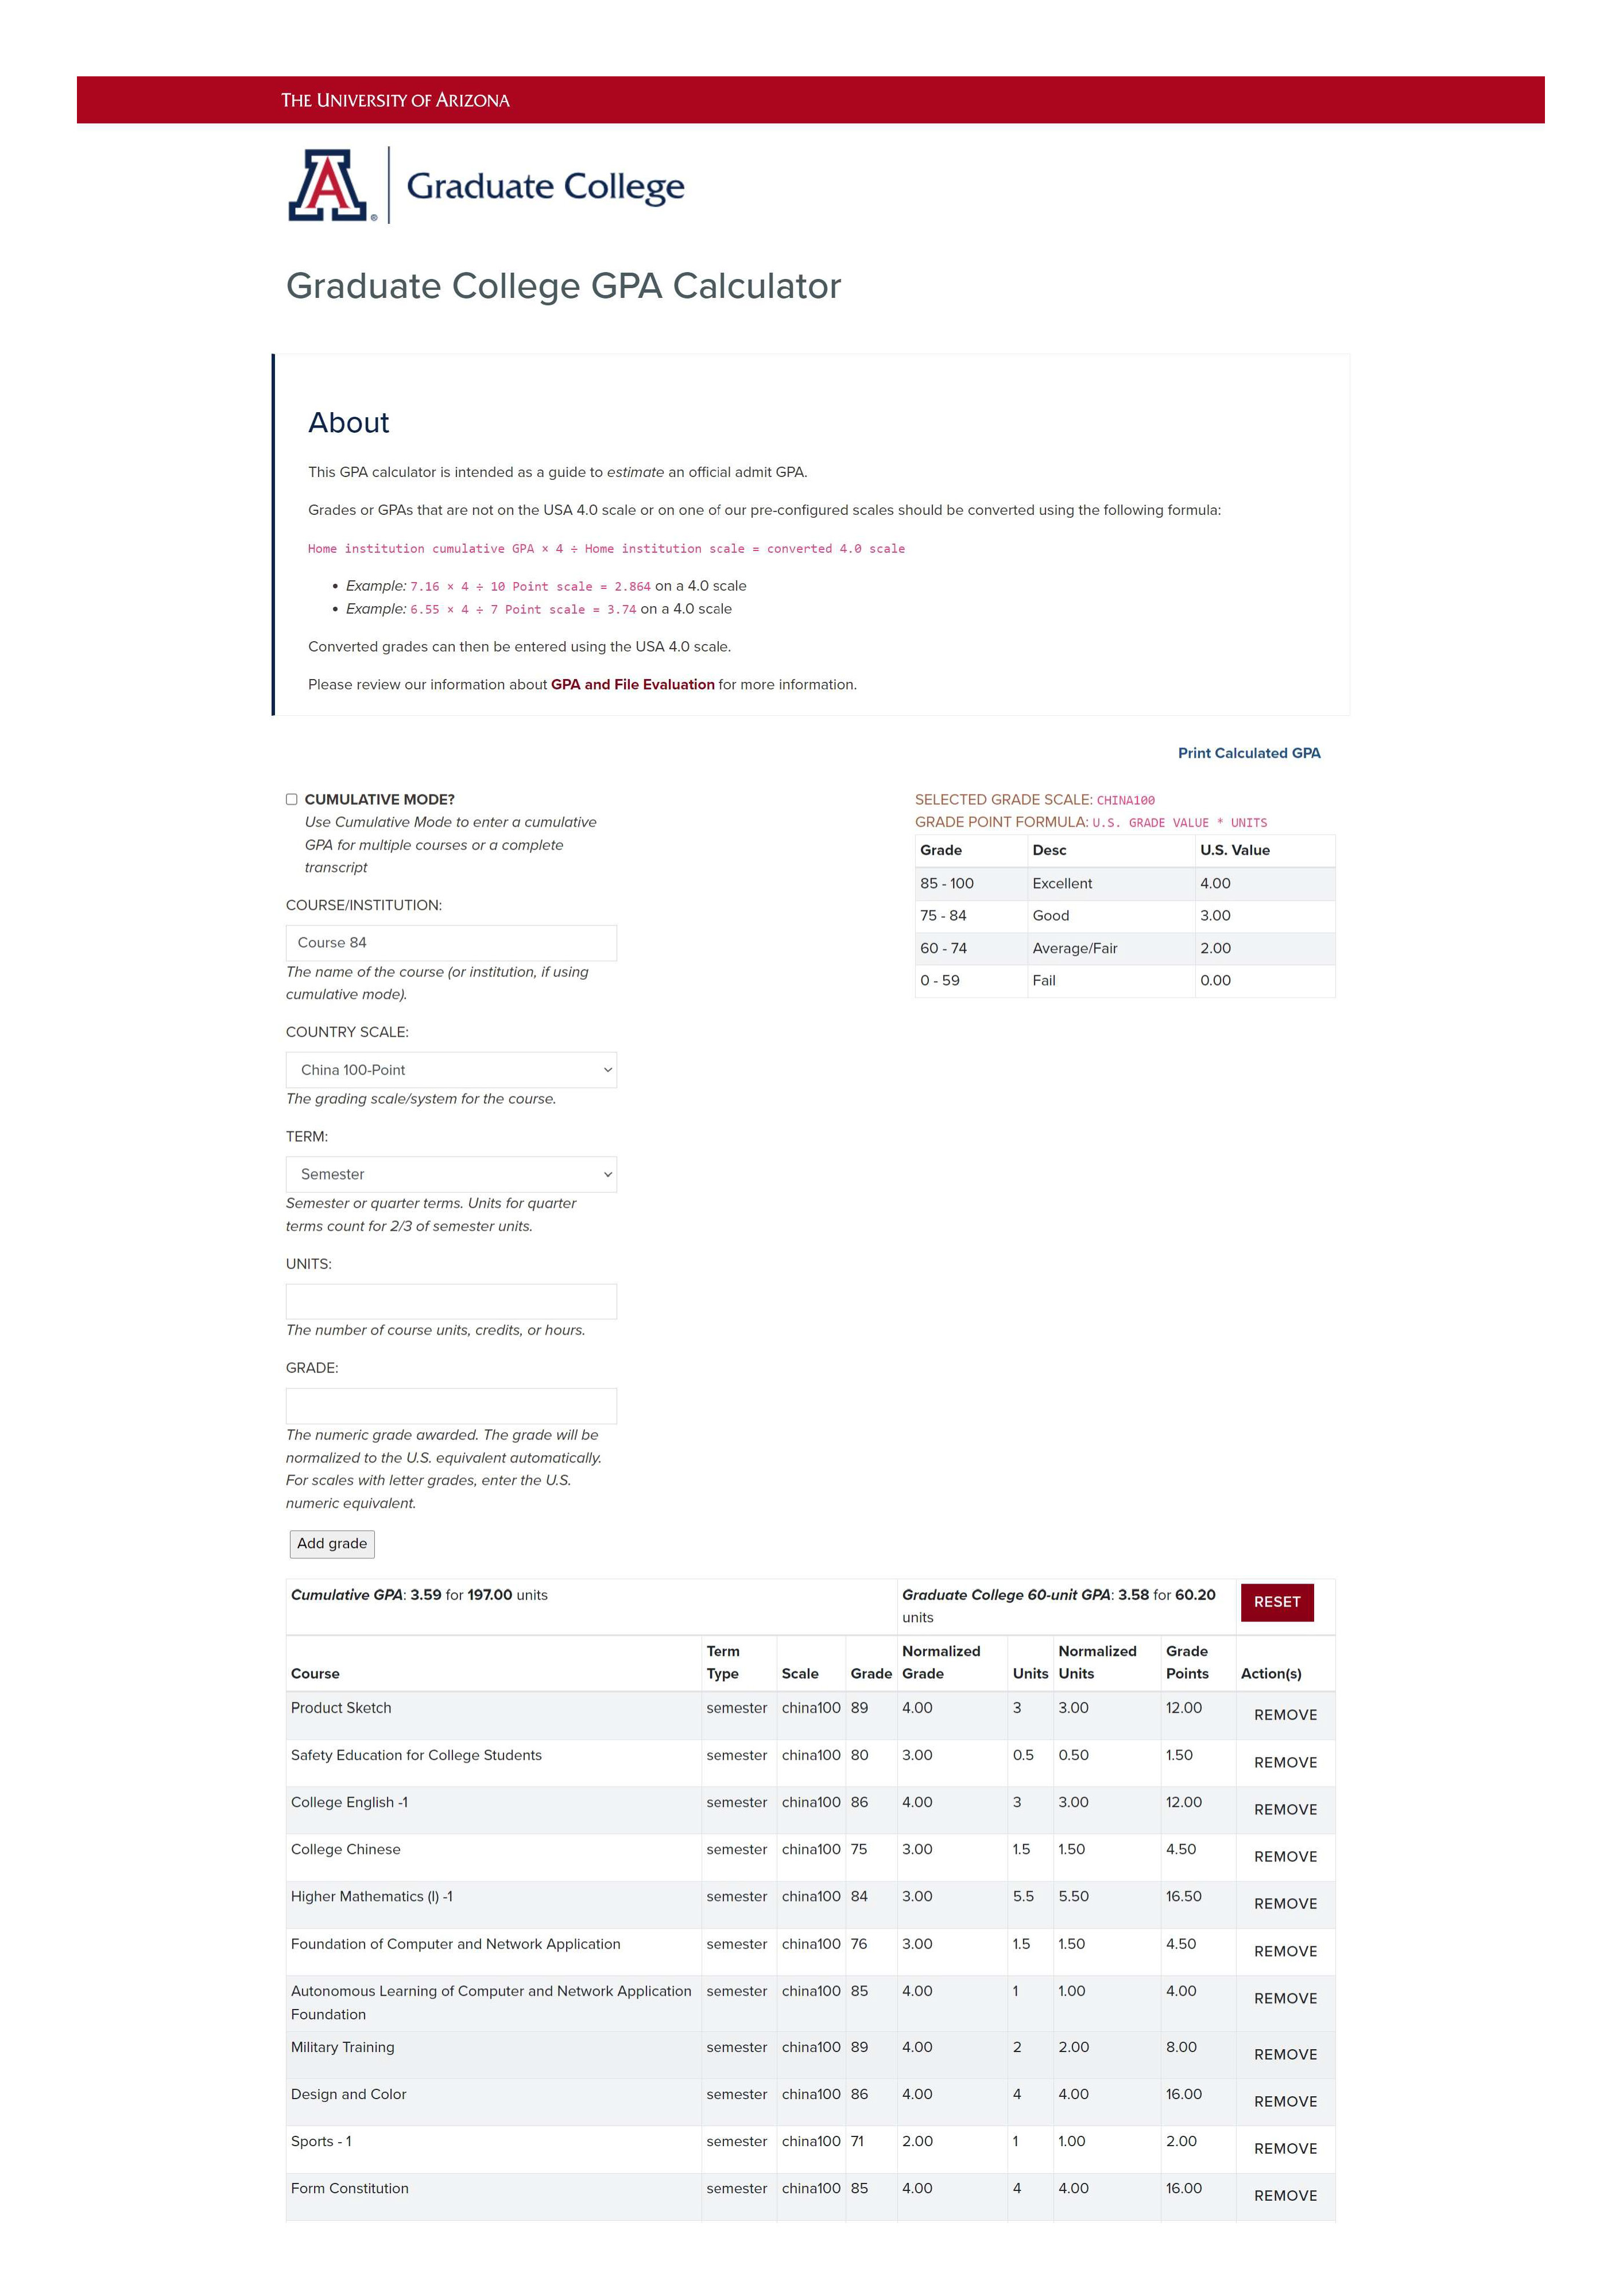 THE UNIVERSITY OF ARIZONA
A ® Graduate College
Graduate College GPA Calculator
About
This GPA calculator is intended as a guide to estimate an official admit GPA.
Grades or GPAs that are not on the USA 4.0 scale or on one of our pre-configured scales should be converted using the following formula:
Home institution cumulative GPA × 4 ÷ Home institution scale = converted 4.0 scale
• Example: 7.16 × 4 ÷ 10 Point scale = 2.864 on a 4.0 scale
• Example: 6.55 × 4 ÷ 7 Point scale = 3.74 on a 4.0 scale
Converted grades can then be entered using the USA 4.0 scale.
Please review our information about GPA and File Evaluation for more information.
Print Calculated GPA
CUMULATIVE MODE?
Use Cumulative Mode to enter a cumulative
GPA for multiple courses or a complete
transcript
COURSE/INSTITUTION:
Course 84
The name of the course (or institution, if using
cumulative mode).
COUNTRY SCALE:
China 100-Point
The grading scale/system for the course.
TERM:
Semester
Semester or quarter terms. Units for quarter
terms count for 2/3 of semester units.
UNITS:
The number of course units, credits, or hours.
GRADE:
The numeric grade awarded. The grade will be
normalized to the U.S. equivalent automatically.
For scales with letter grades, enter the U.S.
numeric equivalent.
Add grade
SELECTED GRADE SCALE: CHINA100
GRADE POINT FORMULA: U.S. GRADE VALUE * UNITS
Grade Desc U.S. Value
85 - 100 Excellent 4.00
75 - 84 Good 3.00
60 - 74 Average/Fair 2.00
0 - 59 Fail 0.00
Cumulative GPA: 3.59 for 197.00 units
Graduate College 60-unit GPA: 3.58 for 60.20
units
RESET
Course Term Type Scale Grade Normalized Grade Units Normalized Units Grade Points Action(s)
Product Sketch semester china100 89 4.00 3 3.00 12.00 REMOVE
Safety Education for College Students semester china100 80 3.00 0.5 0.50 1.50 REMOVE
College English -1 semester china100 86 4.00 3 3.00 12.00 REMOVE
College Chinese semester china100 75 3.00 1.5 1.50 4.50 REMOVE
Higher Mathematics (I) -1 semester china100 84 3.00 5.5 5.50 16.50 REMOVE
Foundation of Computer and Network Application semester china100 76 3.00 1.5 1.50 4.50 REMOVE
Autonomous Learning of Computer and Network Application semester china100 85 4.00 1 1.00 4.00 REMOVE
Foundation
Military Training semester china100 89 4.00 2 2.00 8.00 REMOVE
Design and Color semester china100 86 4.00 4 4.00 16.00 REMOVE
Sports - 1 semester china100 71 2.00 1 1.00 2.00 REMOVE
Form Constitution semester china100 85 4.00 4 4.00 16.00 REMOVE